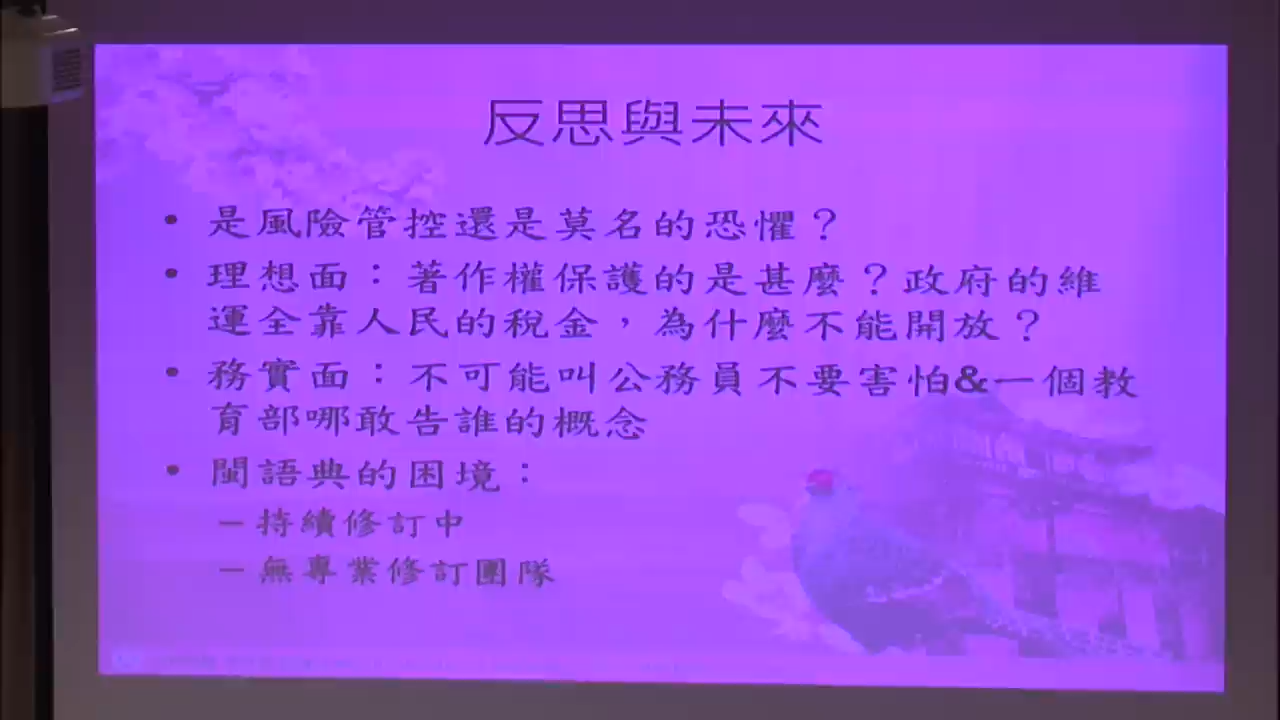 反思與未來
• 是風險管控還是莫名的恐懼？
• 理想面：著作權保護的是甚麼？政府的維
運全靠人民的稅金，為什麼不能開放？
• 務實面：不可能叫公務員不要害怕&一個教
育部哪敢告誰的概念
• 閩語典的困境：
– 持續修訂中
– 無專業修訂團隊